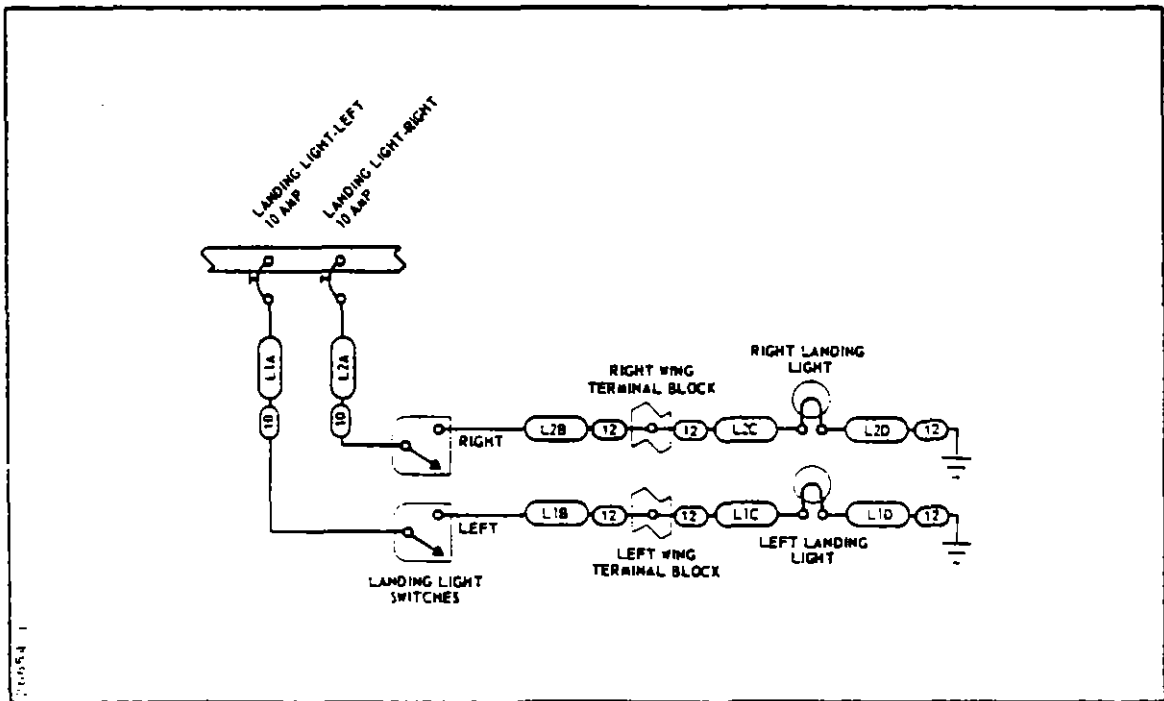 LANDING LIGHT-LEFT
10 AMP
LANDING LIGHT-RIGHT
10 AMP
L1A
L2A
10
RIGHT
L2B
12
RIGHT WING
TERMINAL BLOCK
12
L2C
RIGHT LANDING
LIGHT
L2D
12
LEFT
L1B
12
LEFT WING
TERMINAL BLOCK
12
L1C
LEFT LANDING
LIGHT
L1D
12
LANDING LIGHT
SWITCHES